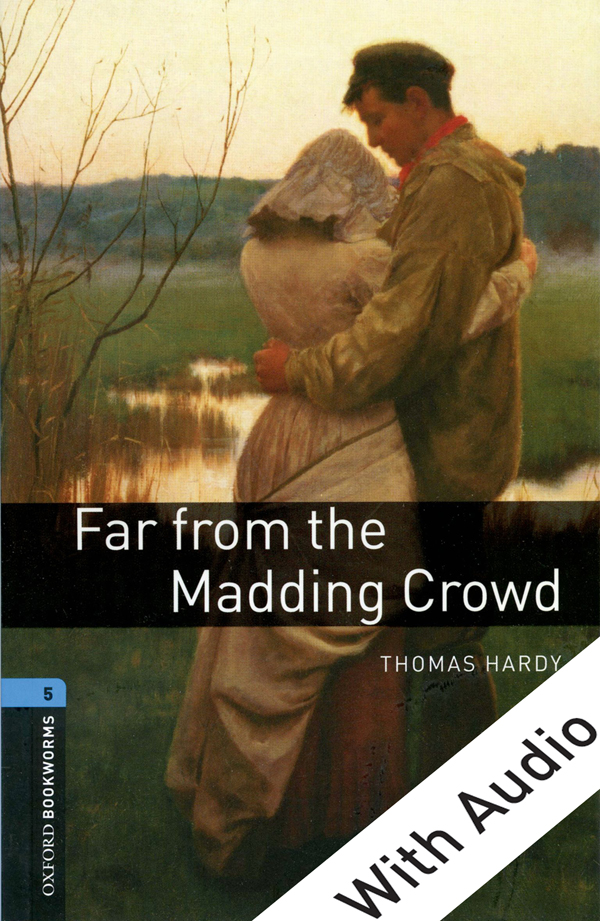 Far from the
Madding Crowd
THOMAS HARDY
5
OXFORD BOOKWORMS
With Audio